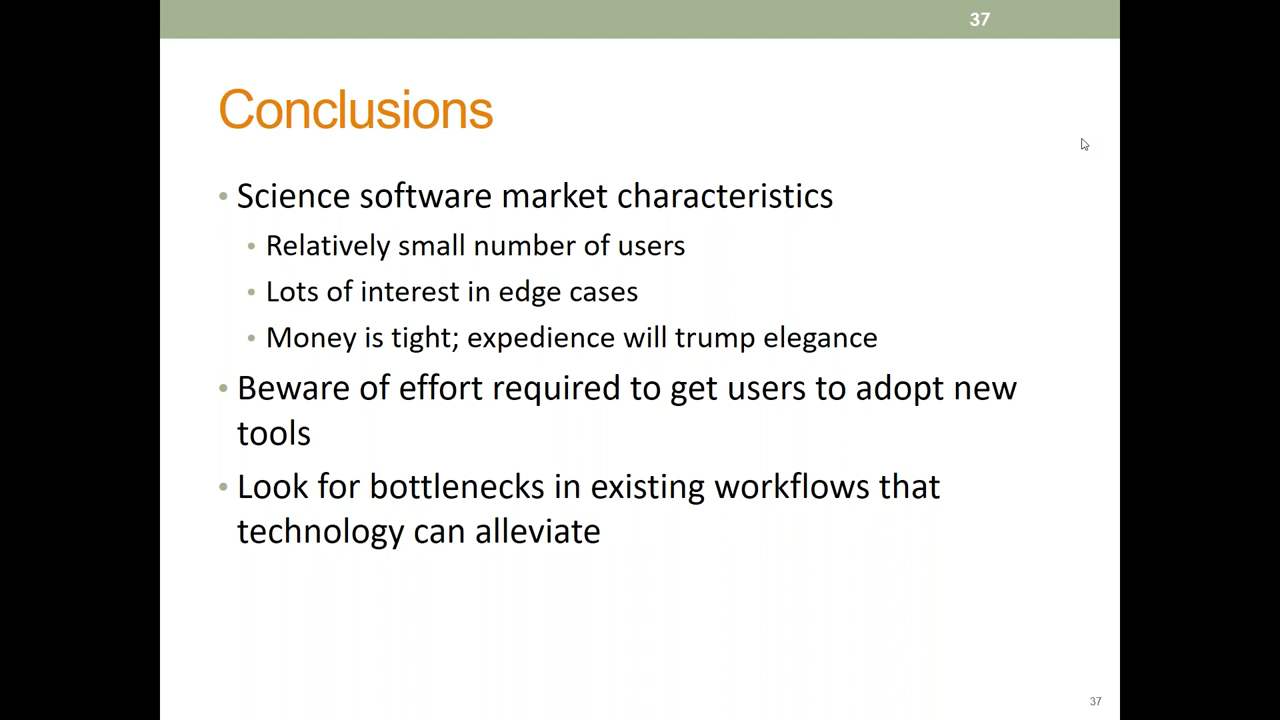 37
Conclusions
• Science software market characteristics
• Relatively small number of users
• Lots of interest in edge cases
• Money is tight; expedience will trump elegance
• Beware of effort required to get users to adopt new
tools
• Look for bottlenecks in existing workflows that
technology can alleviate
37